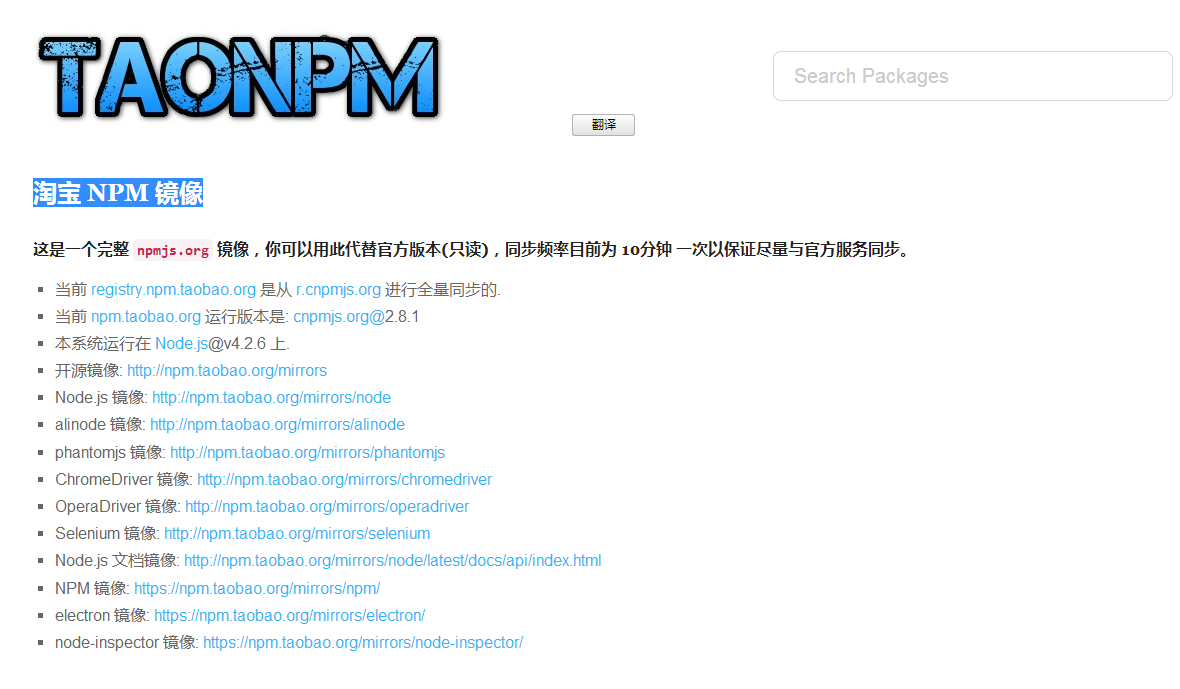 TAONPM
Search Packages
翻译
淘宝 NPM 镜像
这是一个完整 npmjs.org 镜像，你可以用此代替官方版本(只读)，同步频率目前为 10分钟 一次以保证尽量与官方服务同步。
当前 registry.npm.taobao.org 是从 r.cnpmjs.org 进行全量同步的.
当前 npm.taobao.org 运行版本是: cnpmjs.org@2.8.1
本系统运行在 Node.js@v4.2.6 上.
开源镜像: http://npm.taobao.org/mirrors
Node.js 镜像: http://npm.taobao.org/mirrors/node
alinode 镜像: http://npm.taobao.org/mirrors/alinode
phantomjs 镜像: http://npm.taobao.org/mirrors/phantomjs
ChromeDriver 镜像: http://npm.taobao.org/mirrors/chromedriver
OperaDriver 镜像: http://npm.taobao.org/mirrors/operadriver
Selenium 镜像: http://npm.taobao.org/mirrors/selenium
Node.js 文档镜像: http://npm.taobao.org/mirrors/node/latest/docs/api/index.html
NPM 镜像: https://npm.taobao.org/mirrors/npm/
electron 镜像: https://npm.taobao.org/mirrors/electron/
node-inspector 镜像: https://npm.taobao.org/mirrors/node-inspector/